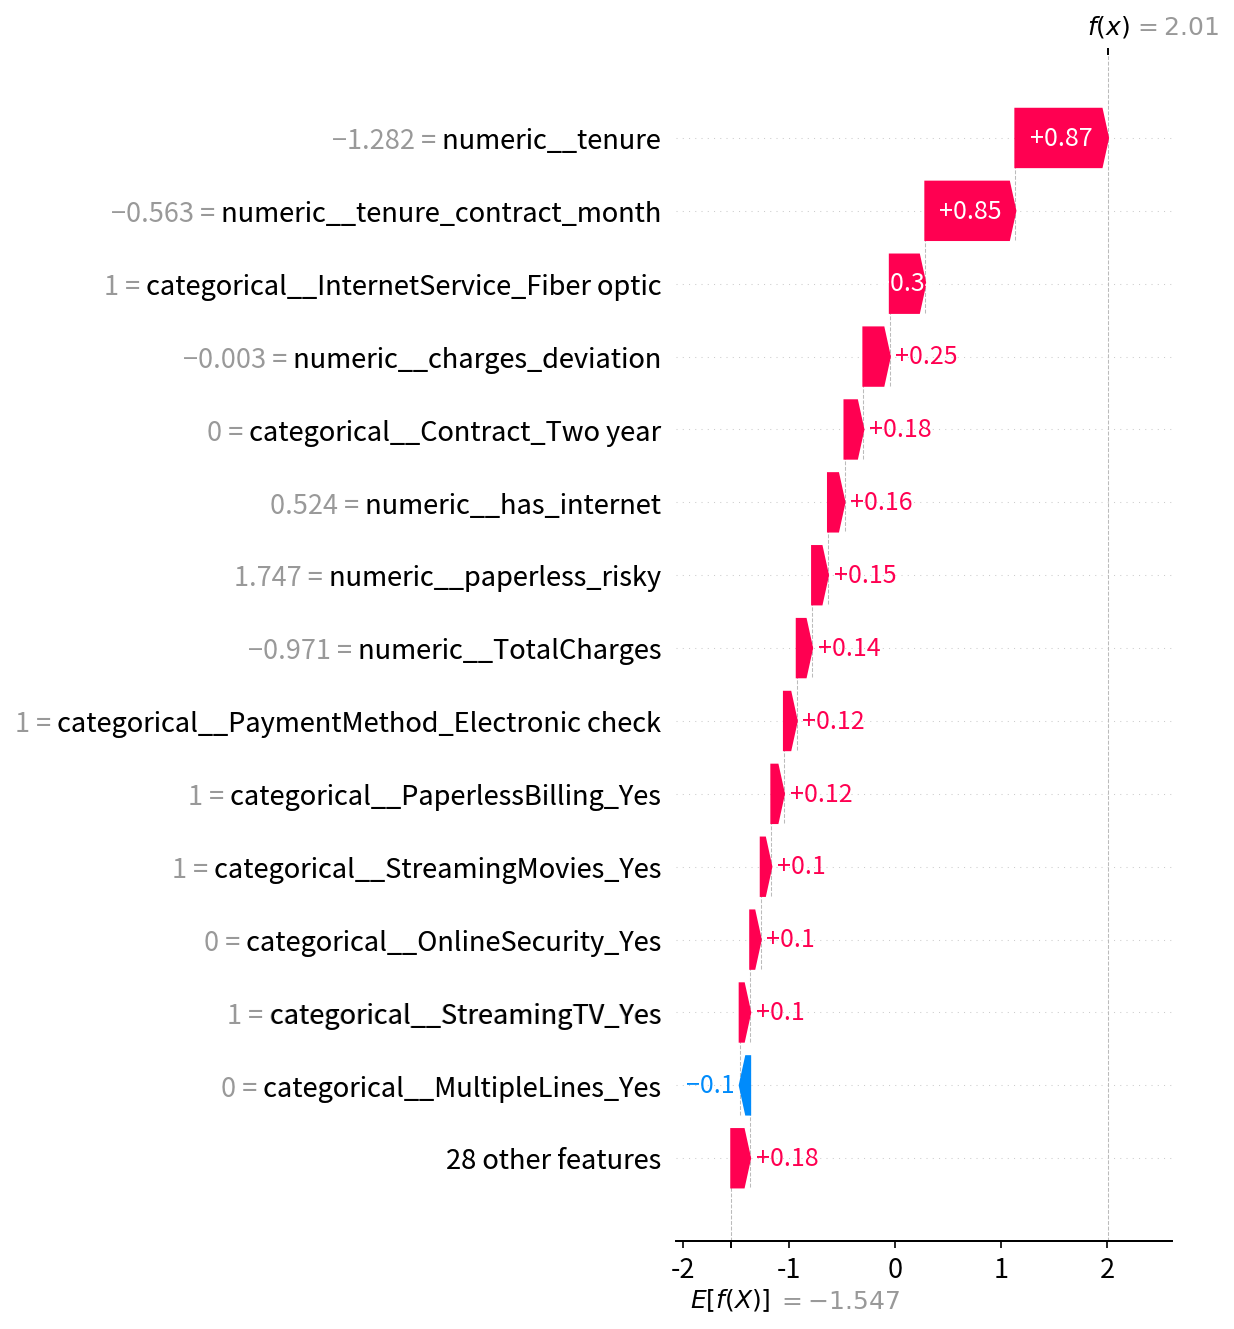 f(x) = 2.01
−1.282 = numeric__tenure
+0.87
−0.563 = numeric__tenure_contract_month
+0.85
1 = categorical__InternetService_Fiber optic
0.3
−0.003 = numeric__charges_deviation
+0.25
0 = categorical__Contract_Two year
+0.18
0.524 = numeric__has_internet
+0.16
1.747 = numeric__paperless_risky
+0.15
−0.971 = numeric__TotalCharges
+0.14
1 = categorical__PaymentMethod_Electronic check
+0.12
1 = categorical__PaperlessBilling_Yes
+0.12
1 = categorical__StreamingMovies_Yes
+0.1
0 = categorical__OnlineSecurity_Yes
+0.1
1 = categorical__StreamingTV_Yes
+0.1
0 = categorical__MultipleLines_Yes
−0.1
28 other features
+0.18
-2 -1 0 1 2
E[f(X)] = −1.547